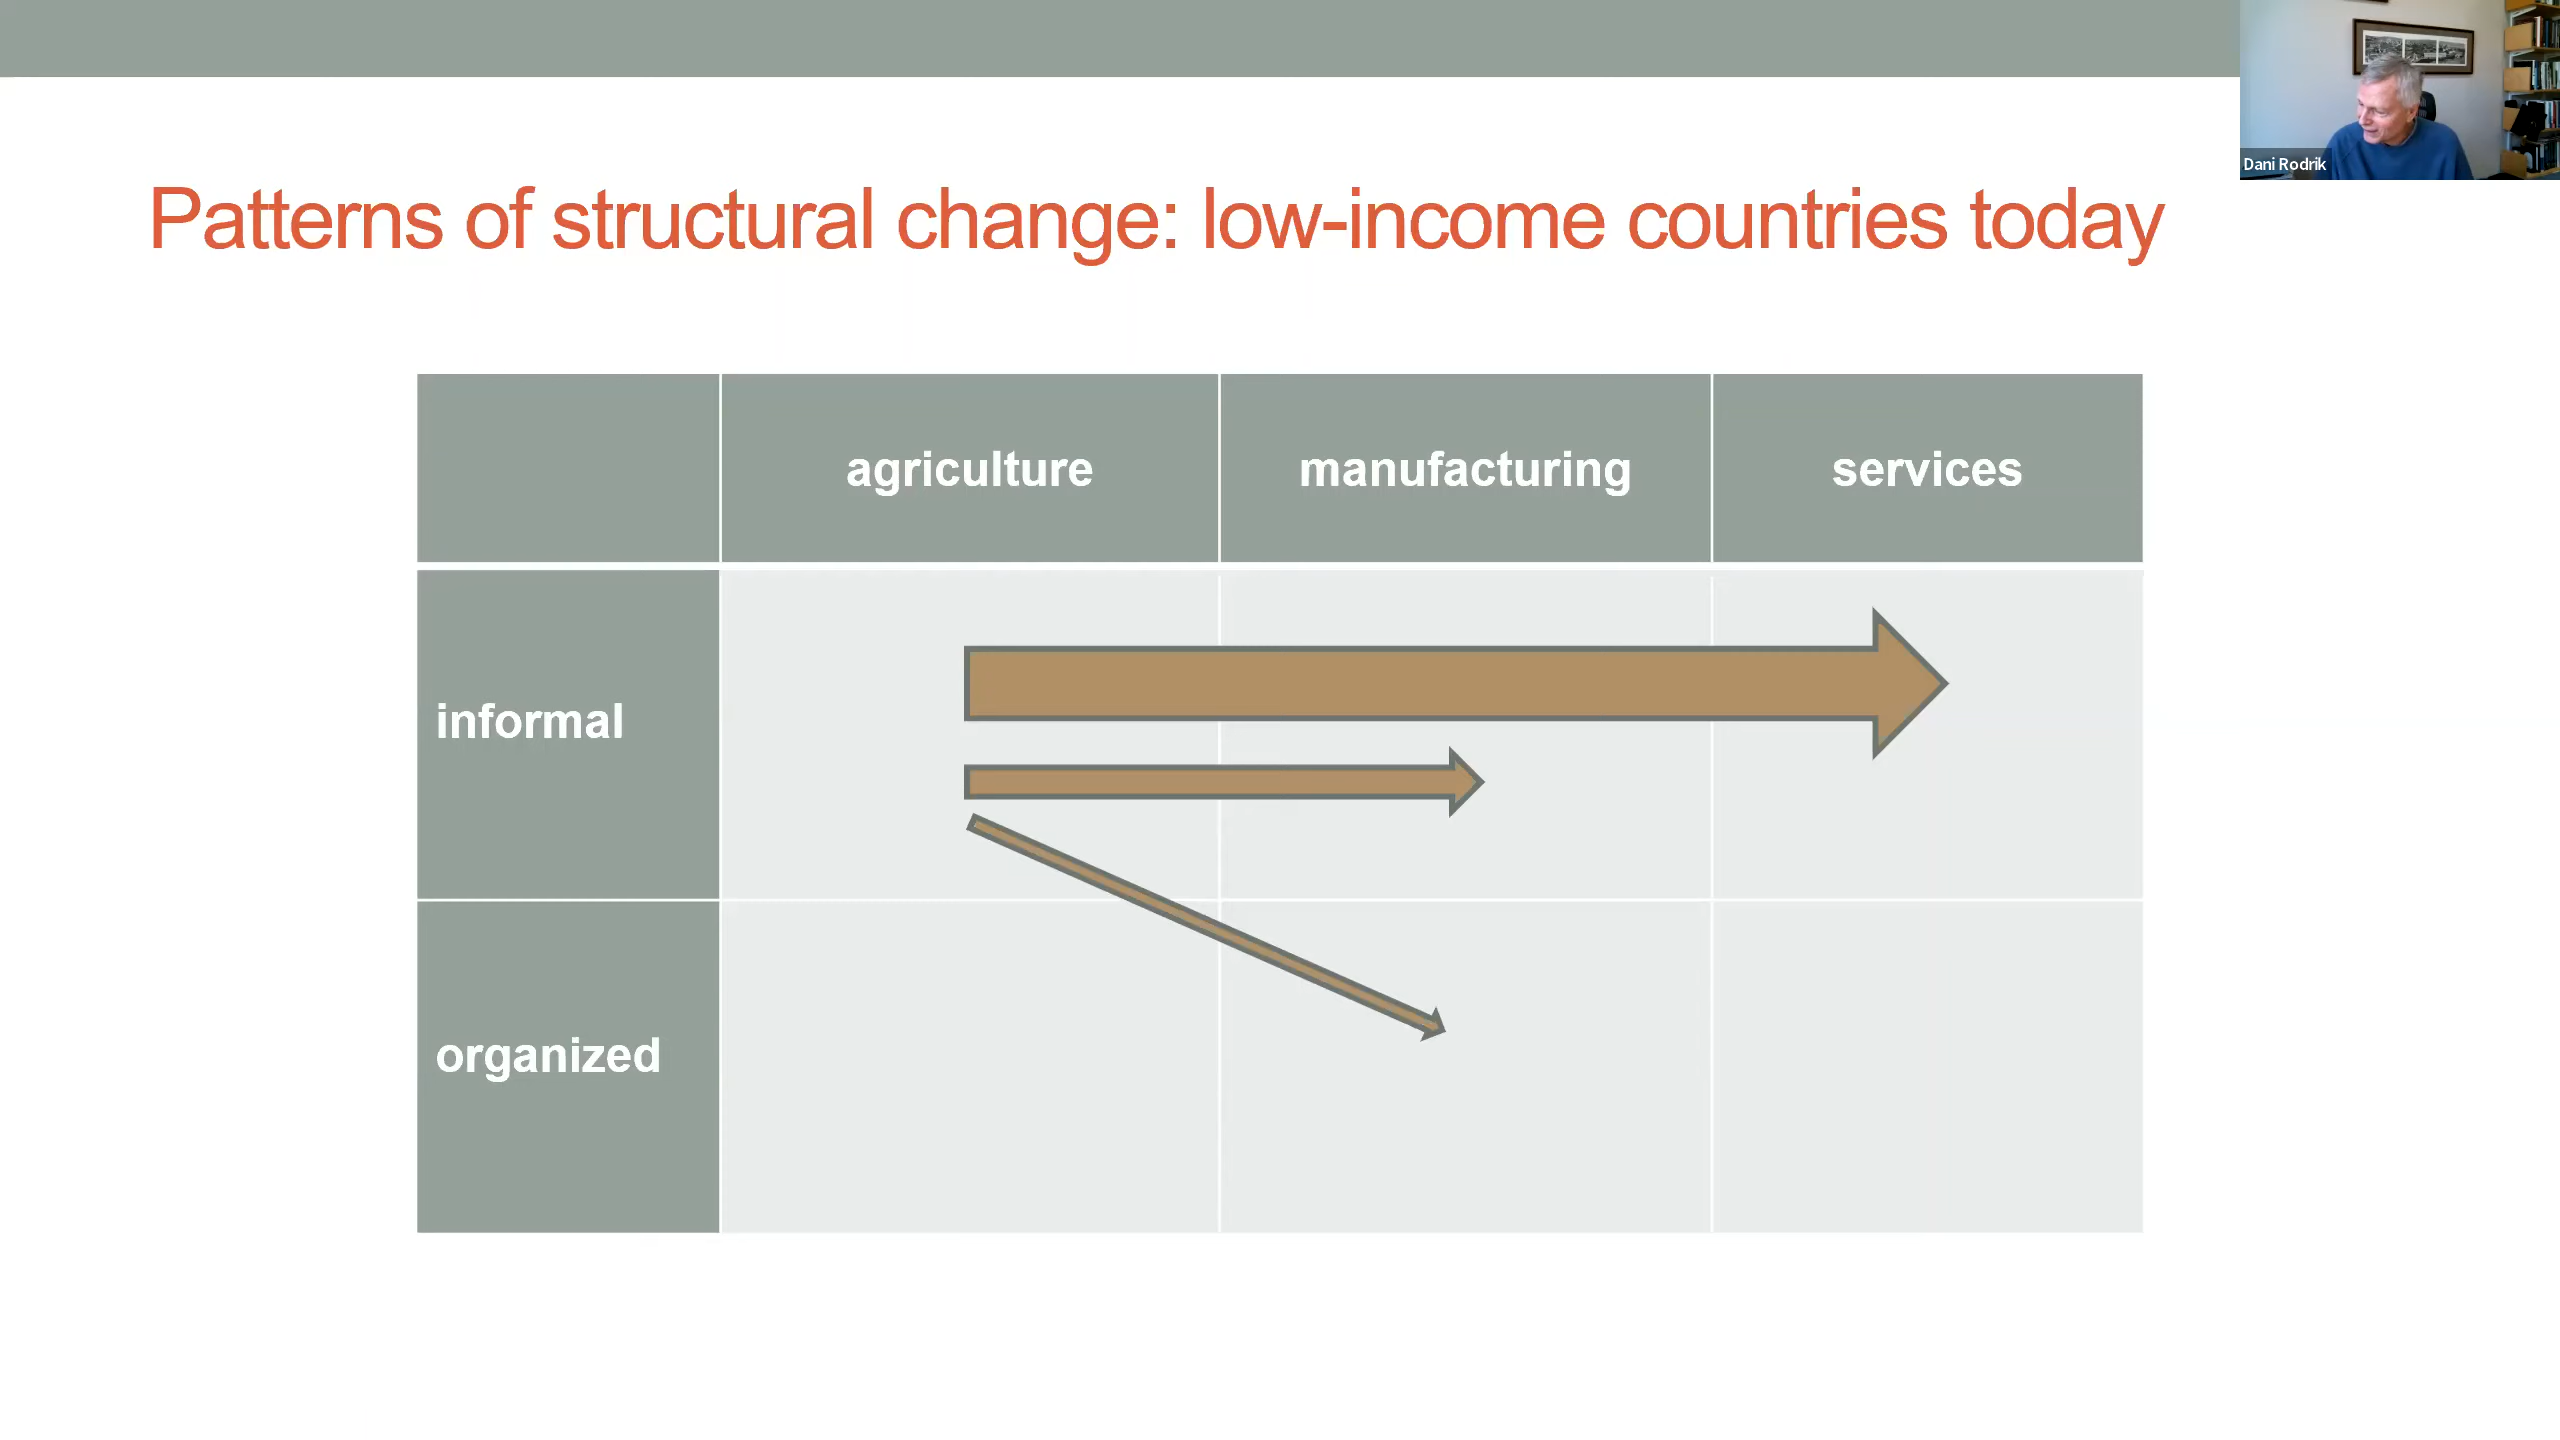 Dani Rodrik
Patterns of structural change: low-income countries today
agriculture manufacturing services
informal
organized